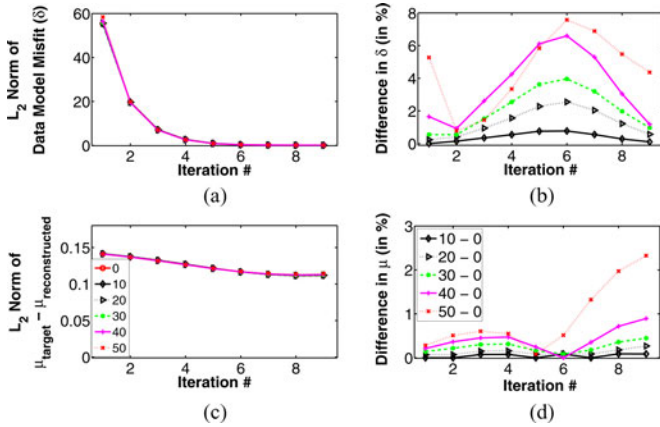 L2 Norm of
Data Model Misfit (δ)
60
40
20
0
2 4 6 8
Iteration #
(a)
Difference in δ (in %)
8
6
4
2
0
2 4 6 8
Iteration #
(b)
L2 Norm of
μtarget − μreconstructed
0.15
0.1
0.05
0
0
10
20
30
40
50
2 4 6 8
Iteration #
(c)
Difference in μ (in %)
3
2
1
0
10 − 0
20 − 0
30 − 0
40 − 0
50 − 0
2 4 6 8
Iteration #
(d)